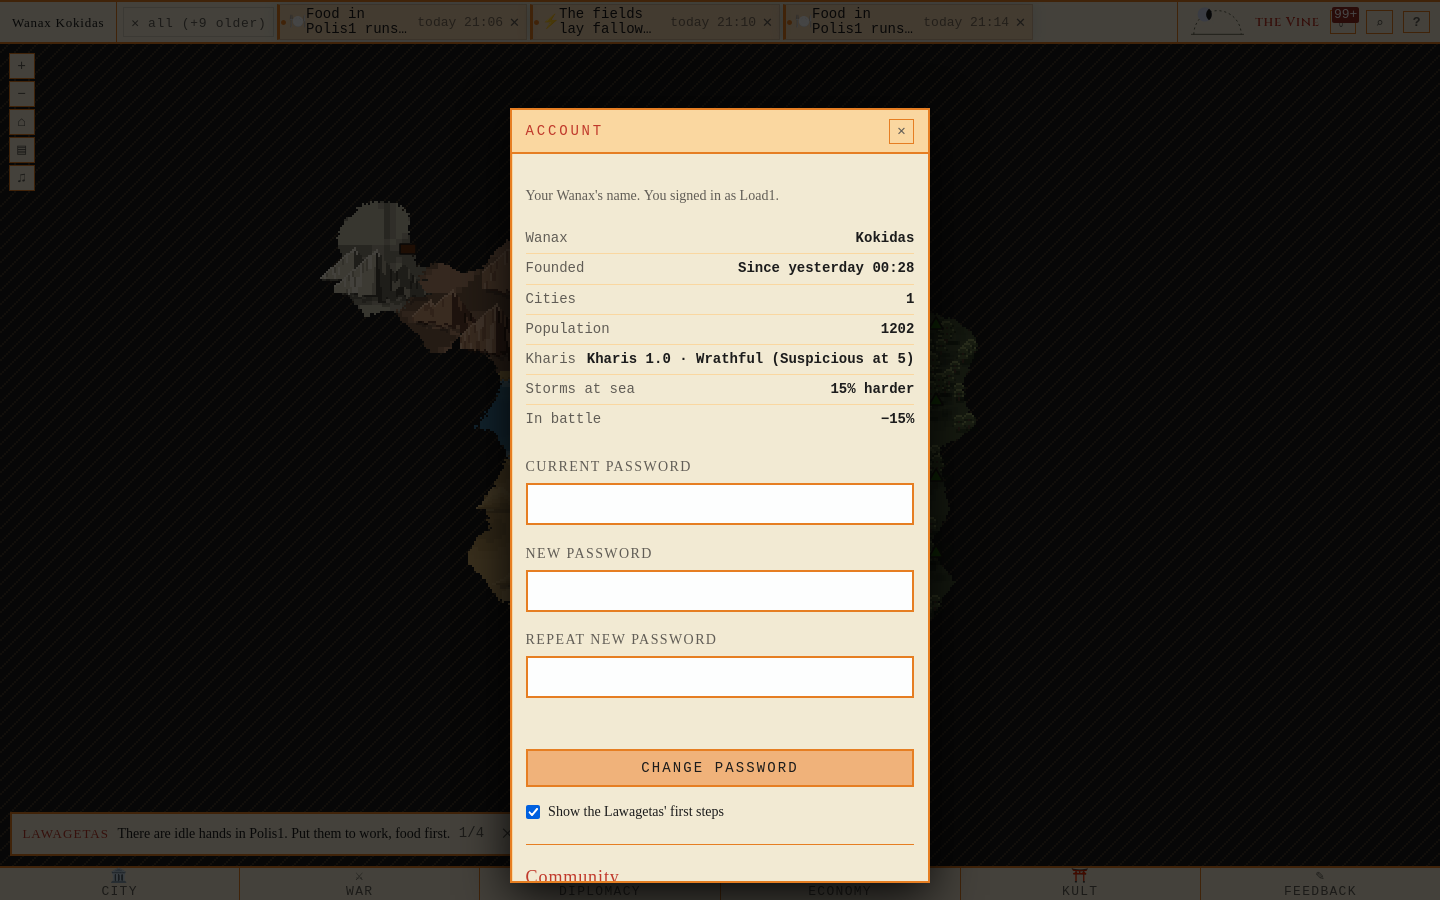 Wanax Kokidas
× all (+9 older)
Food in
Polis1 runs…
today 21:06 ×
The fields
lay fallow…
today 21:10 ×
Food in
Polis1 runs…
today 21:14 ×
THE VINE
99+
?
+
−
ACCOUNT
×
Your Wanax's name. You signed in as Load1.
Wanax Kokidas
Founded Since yesterday 00:28
Cities 1
Population 1202
Kharis Kharis 1.0 · Wrathful (Suspicious at 5)
Storms at sea 15% harder
In battle −15%
CURRENT PASSWORD
NEW PASSWORD
REPEAT NEW PASSWORD
CHANGE PASSWORD
Show the Lawagetas' first steps
Community
LAWAGETAS There are idle hands in Polis1. Put them to work, food first. 1/4 ×
CITY
WAR
DIPLOMACY
ECONOMY
KULT
FEEDBACK